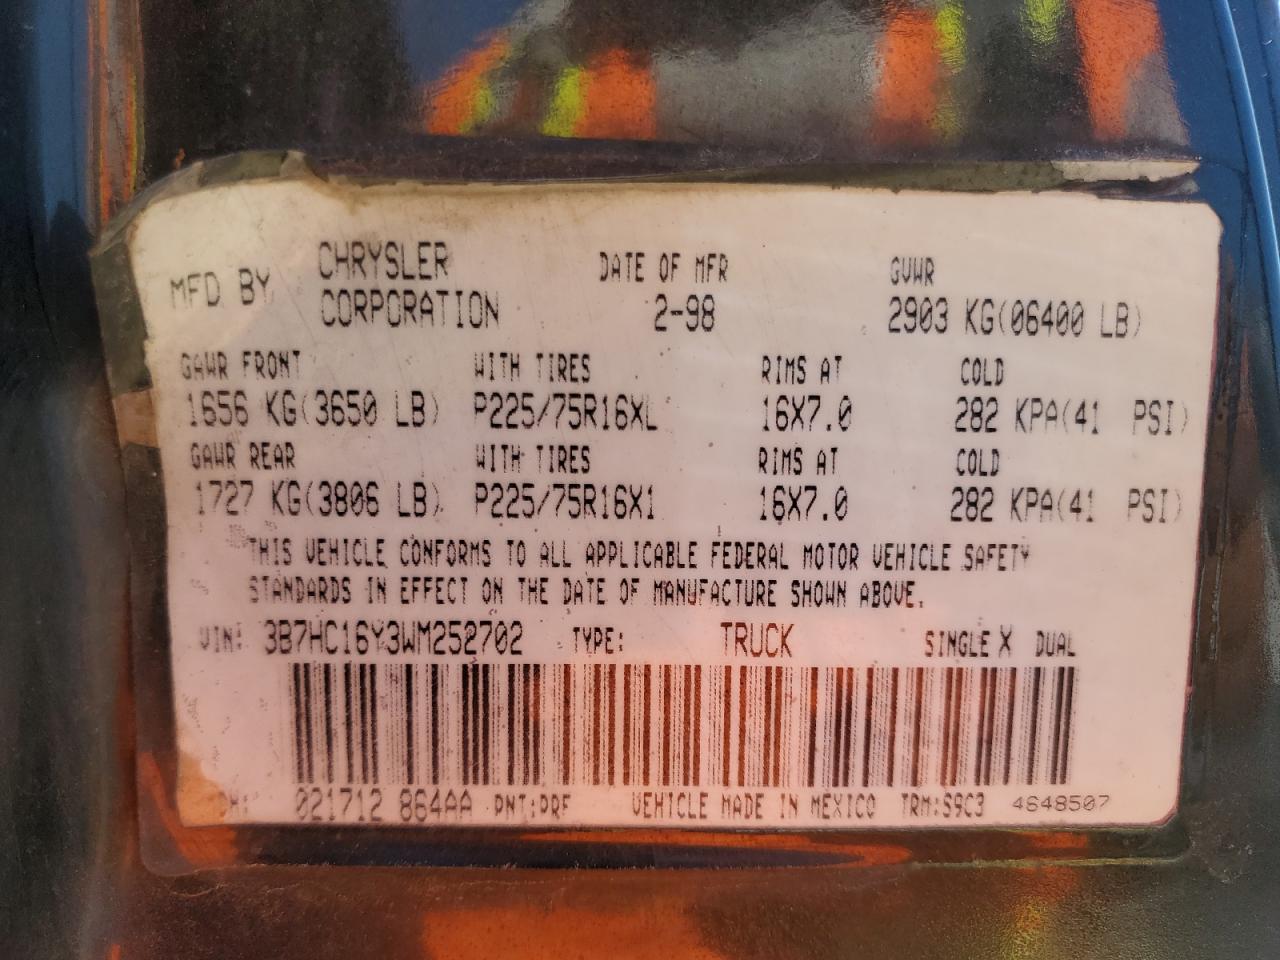 MFD BY CHRYSLER CORPORATION DATE OF MFR 2-98 GVWR 2903 KG(06400 LB)
GAWR FRONT WITH TIRES RIMS AT COLD
1656 KG(3650 LB) P225/75R16XL 16X7.0 282 KPA(41 PSI)
GAWR REAR WITH TIRES RIMS AT COLD
1727 KG(3806 LB) P225/75R16X1 16X7.0 282 KPA(41 PSI)
THIS VEHICLE CONFORMS TO ALL APPLICABLE FEDERAL MOTOR VEHICLE SAFETY
STANDARDS IN EFFECT ON THE DATE OF MANUFACTURE SHOWN ABOVE.
VIN: 3B7HC16Y3WM252702 TYPE: TRUCK SINGLE X DUAL
021712 864AA PNT:PRF VEHICLE MADE IN MEXICO TRM:S9C3 4648507